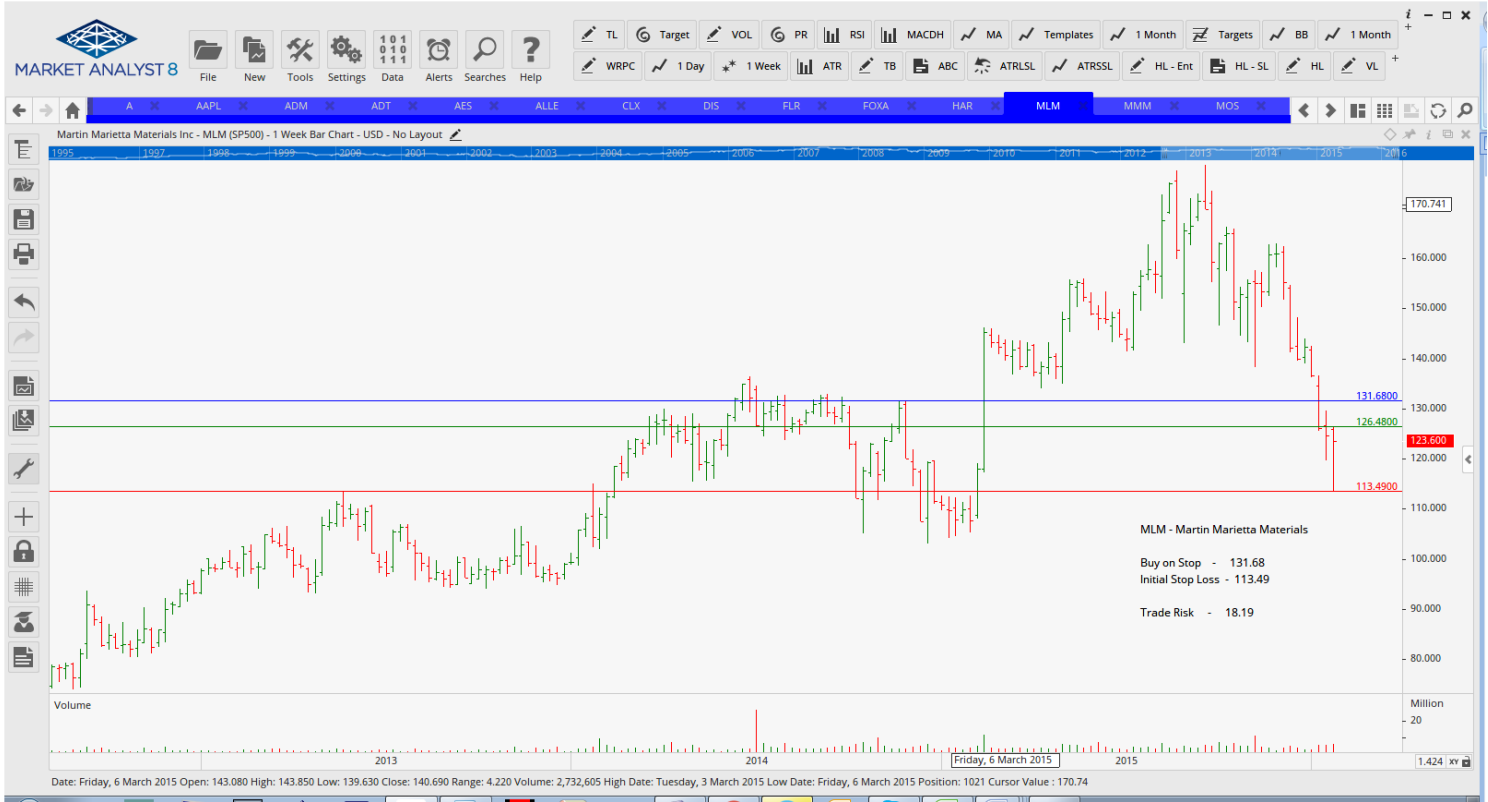 TL Target VOL PR RSI MACDH MA Templates 1 Month Targets BB 1 Month
MARKET ANALYST 8
File New Tools Settings Data Alerts Searches Help
WRPC 1 Day 1 Week ATR TB ABC ATRLSL ATRSSL HL - Ent HL - SL HL VL
A AAPL ADM ADT AES ALLE CLX DIS FLR FOXA HAR MLM MMM MOS
Martin Marietta Materials Inc - MLM (SP500) - 1 Week Bar Chart - USD - No Layout
1995 1997 1998 1999 2000 2001 2002 2003 2004 2005 2006 2007 2008 2009 2010 2011 2012 2013 2014 2015 2016
170.741
160.000
150.000
140.000
131.6800
130.000
126.4800
123.600
120.000
113.4900
110.000
MLM - Martin Marietta Materials
100.000
Buy on Stop - 131.68
Initial Stop Loss - 113.49
90.000
Trade Risk - 18.19
80.000
Volume
Million
20
2013 2014 Friday, 6 March 2015 2015
1.424 XY
Date: Friday, 6 March 2015 Open: 143.080 High: 143.850 Low: 139.630 Close: 140.690 Range: 4.220 Volume: 2,732,605 High Date: Tuesday, 3 March 2015 Low Date: Friday, 6 March 2015 Position: 1021 Cursor Value : 170.74